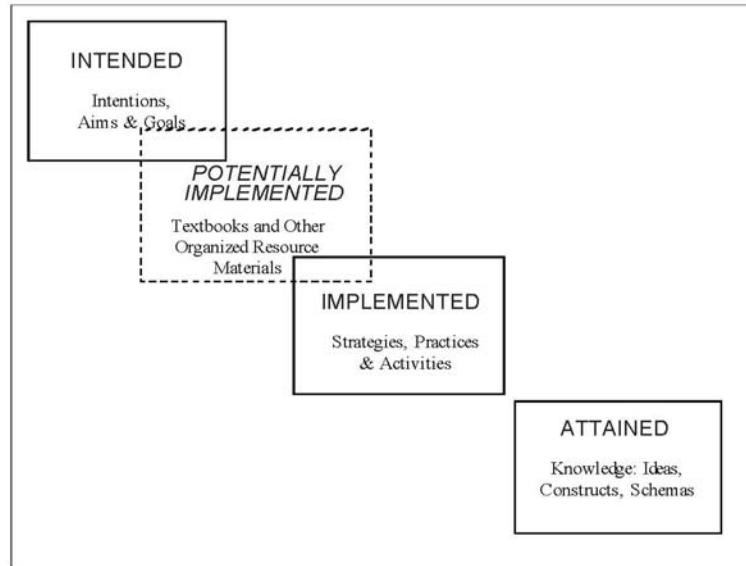 INTENDED
Intentions,
Aims & Goals
POTENTIALLY
IMPLEMENTED
Textbooks and Other
Organized Resource
Materials
IMPLEMENTED
Strategies, Practices
& Activities
ATTAINED
Knowledge: Ideas,
Constructs, Schemas